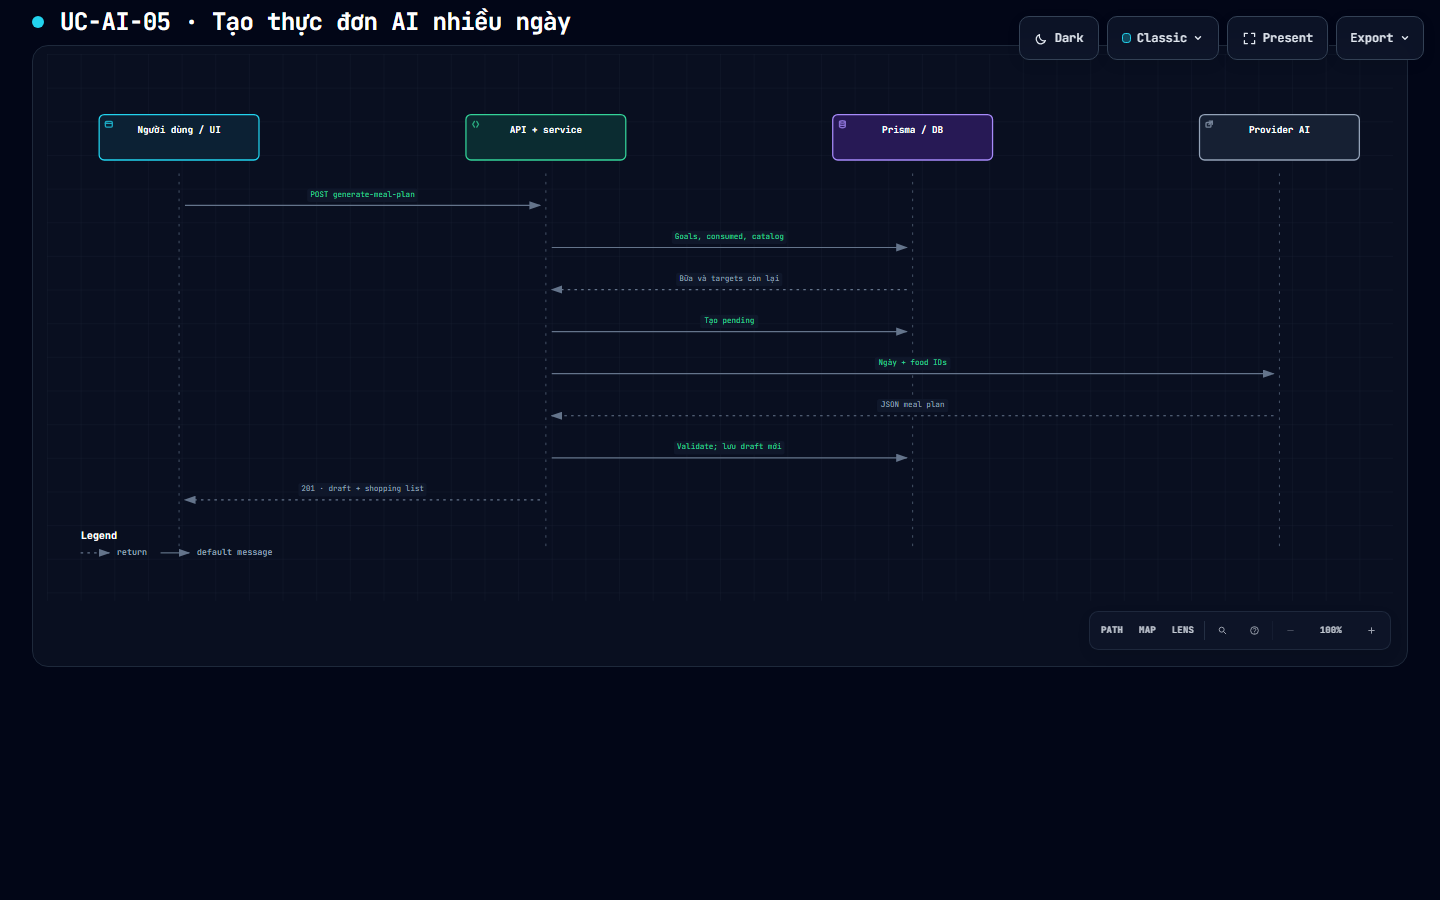 UC-AI-05 · Tạo thực đơn AI nhiều ngày
Dark
Classic
Present
Export
Người dùng / UI
API + service
Prisma / DB
Provider AI
POST generate-meal-plan
Goals, consumed, catalog
Bữa và targets còn lại
Tạo pending
Ngày + food IDs
JSON meal plan
Validate; lưu draft mới
201 · draft + shopping list
Legend
return
default message
PATH
MAP
LENS
100%